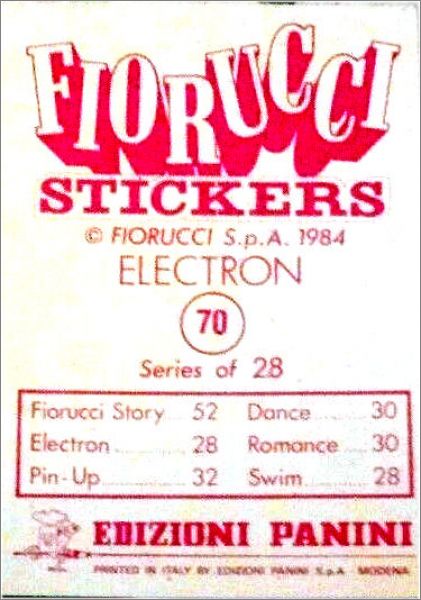 FIORUCCI
STICKERS
© FIORUCCI S.p.A. 1984
ELECTRON
70
Series of 28
Fiorucci Story ..... 52 Dance ........ 30
Electron ............. 28 Romance .... 30
Pin-Up ............... 32 Swim ......... 28
EDIZIONI PANINI
PRINTED IN ITALY BY EDIZIONI PANINI S.p.A. MODENA